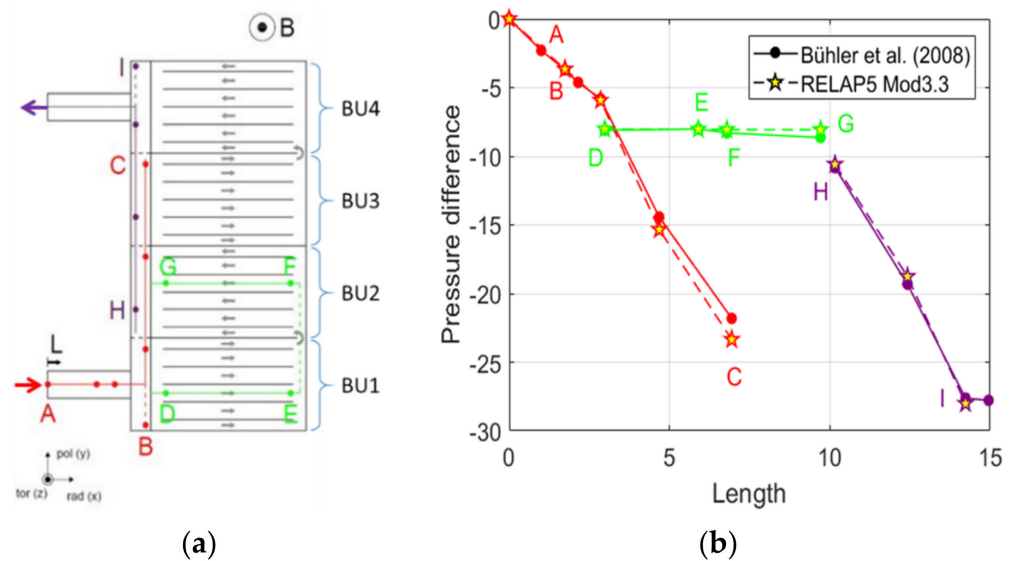 B
I
BU4
C
BU3
G
F
BU2
H
L
BU1
A
D
E
B
pol (y)
tor (z)
rad (x)
(a)
Pressure difference
0
-5
-10
-15
-20
-25
-30
0
5
10
15
Length
Bühler et al. (2008)
RELAP5 Mod3.3
A
B
E
G
D
F
H
C
I
(b)